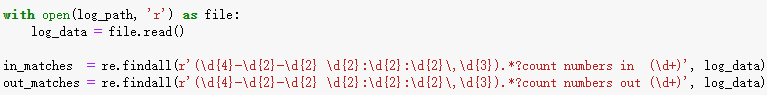 with open(log_path, 'r') as file:
    log_data = file.read()

in_matches  = re.findall(r'(\d{4}-\d{2}-\d{2} \d{2}:\d{2}:\d{2}\,\d{3}).*?count numbers in  (\d+)', log_data)
out_matches = re.findall(r'(\d{4}-\d{2}-\d{2} \d{2}:\d{2}:\d{2}\,\d{3}).*?count numbers out (\d+)', log_data)